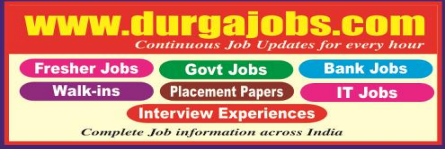 www.durgajobs.com
Continuous Job Updates for every hour
Fresher Jobs Govt Jobs Bank Jobs
Walk-ins Placement Papers IT Jobs
Interview Experiences
Complete Job information across India